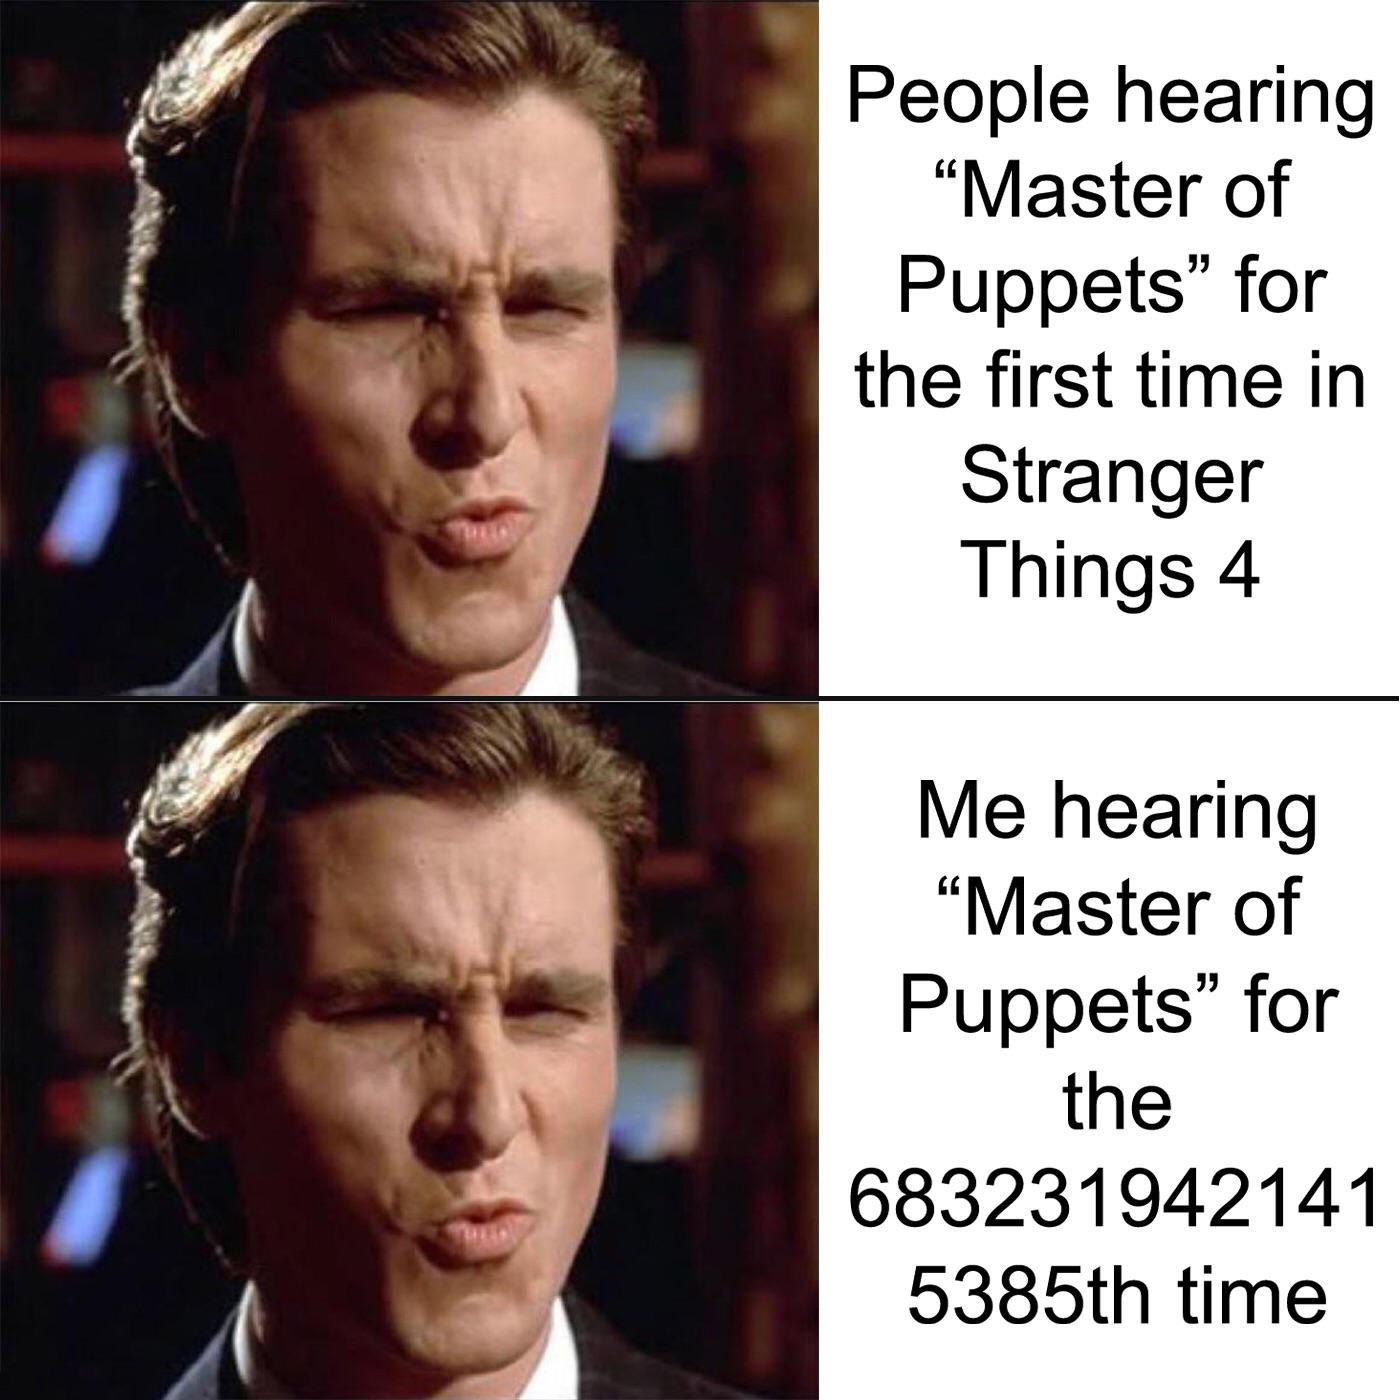 People hearing
“Master of
Puppets” for
the first time in
Stranger
Things 4
Me hearing
“Master of
Puppets” for
the
683231942141
5385th time